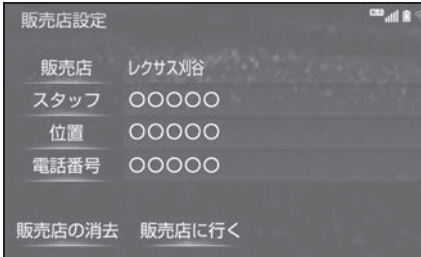 販売店設定
販売店 レクサス刈谷
スタッフ ○○○○○
位置 ○○○○○
電話番号 ○○○○○
販売店の消去 販売店に行く